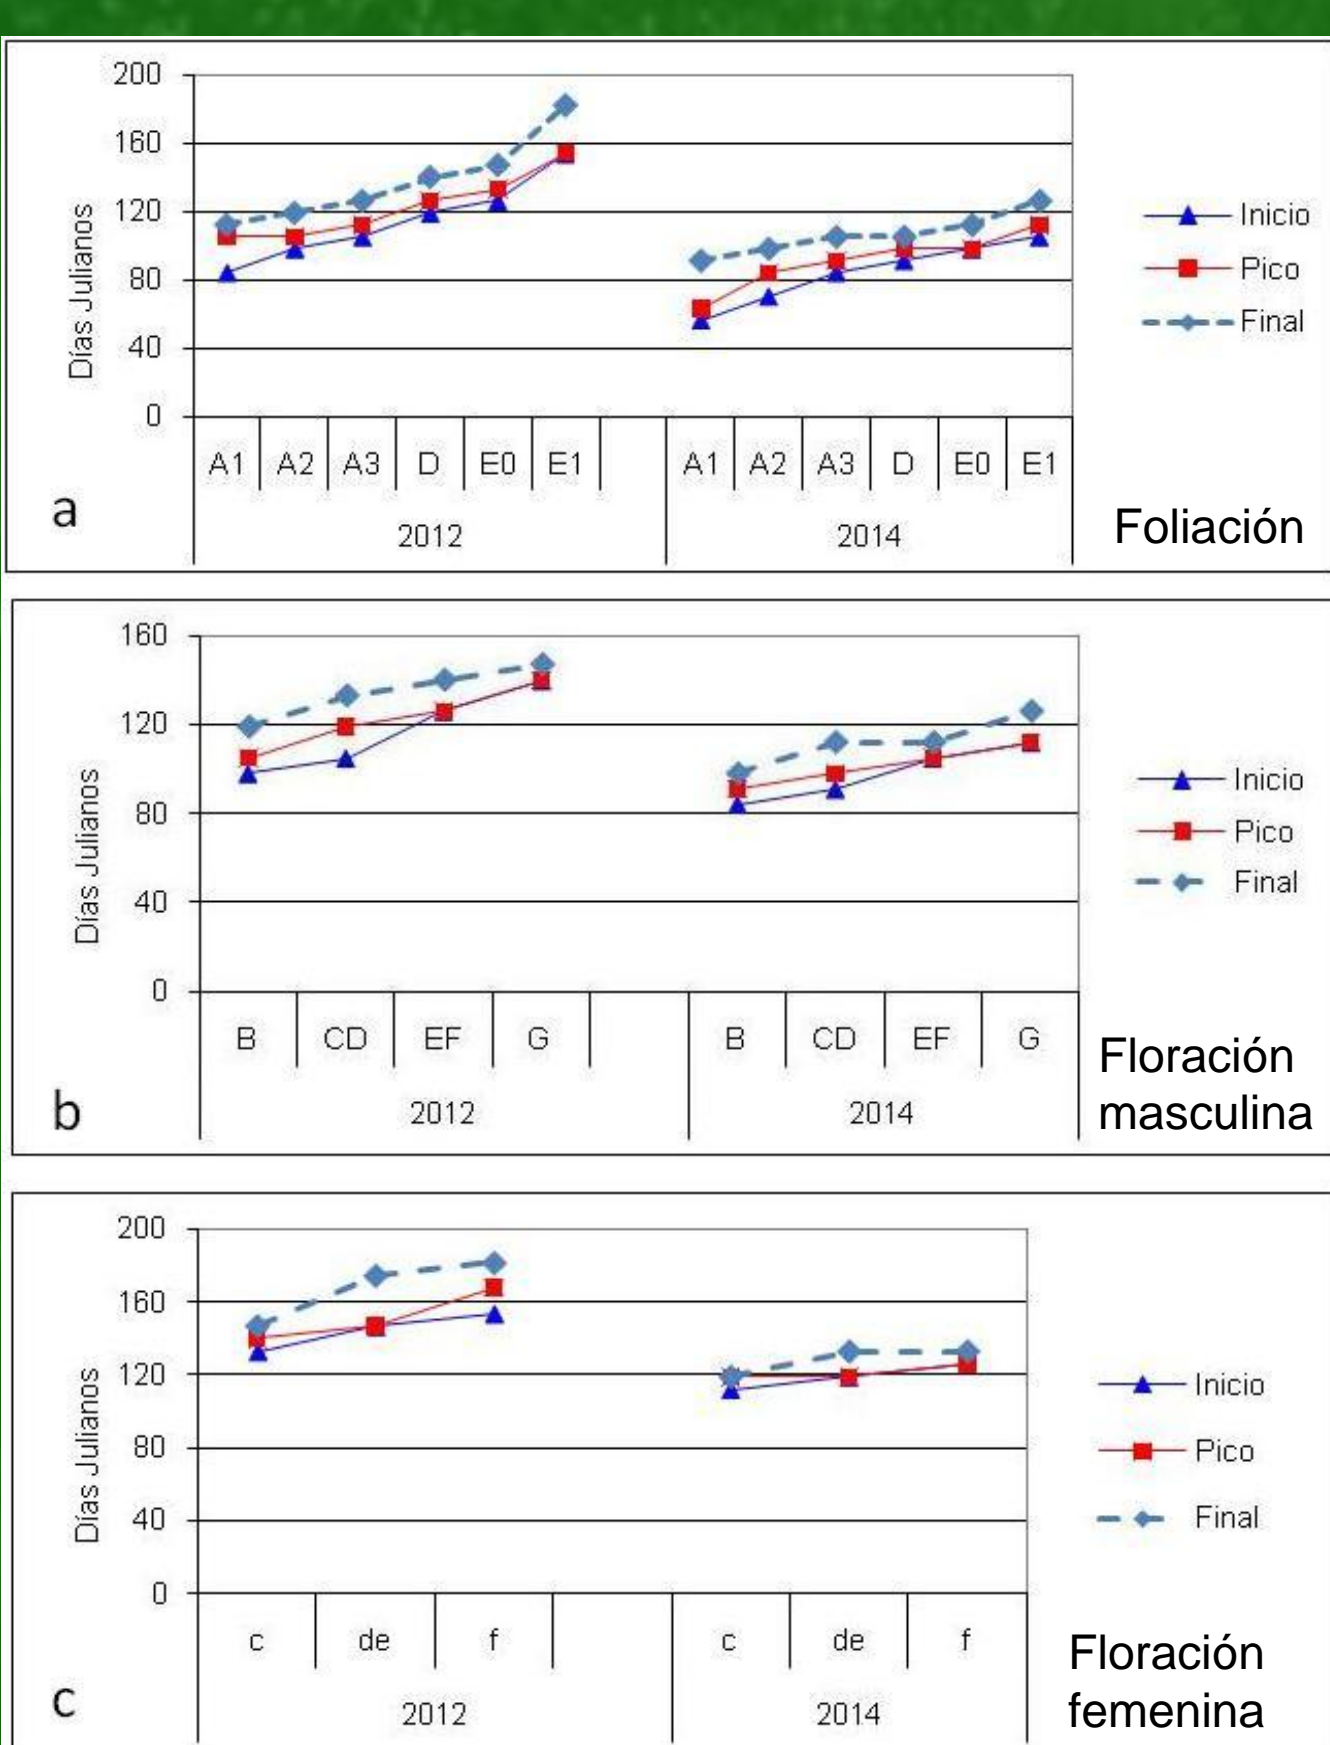 200
160
120
80
40
0
Días Julianos
A1 A2 A3 D E0 E1 A1 A2 A3 D E0 E1
2012 2014
Inicio
Pico
Final
a
Foliación
160
120
80
40
0
Días Julianos
B CD EF G B CD EF G
2012 2014
Inicio
Pico
Final
b
Floración
masculina
200
160
120
80
40
0
Días Julianos
c de f c de f
2012 2014
Inicio
Pico
Final
c
Floración
femenina